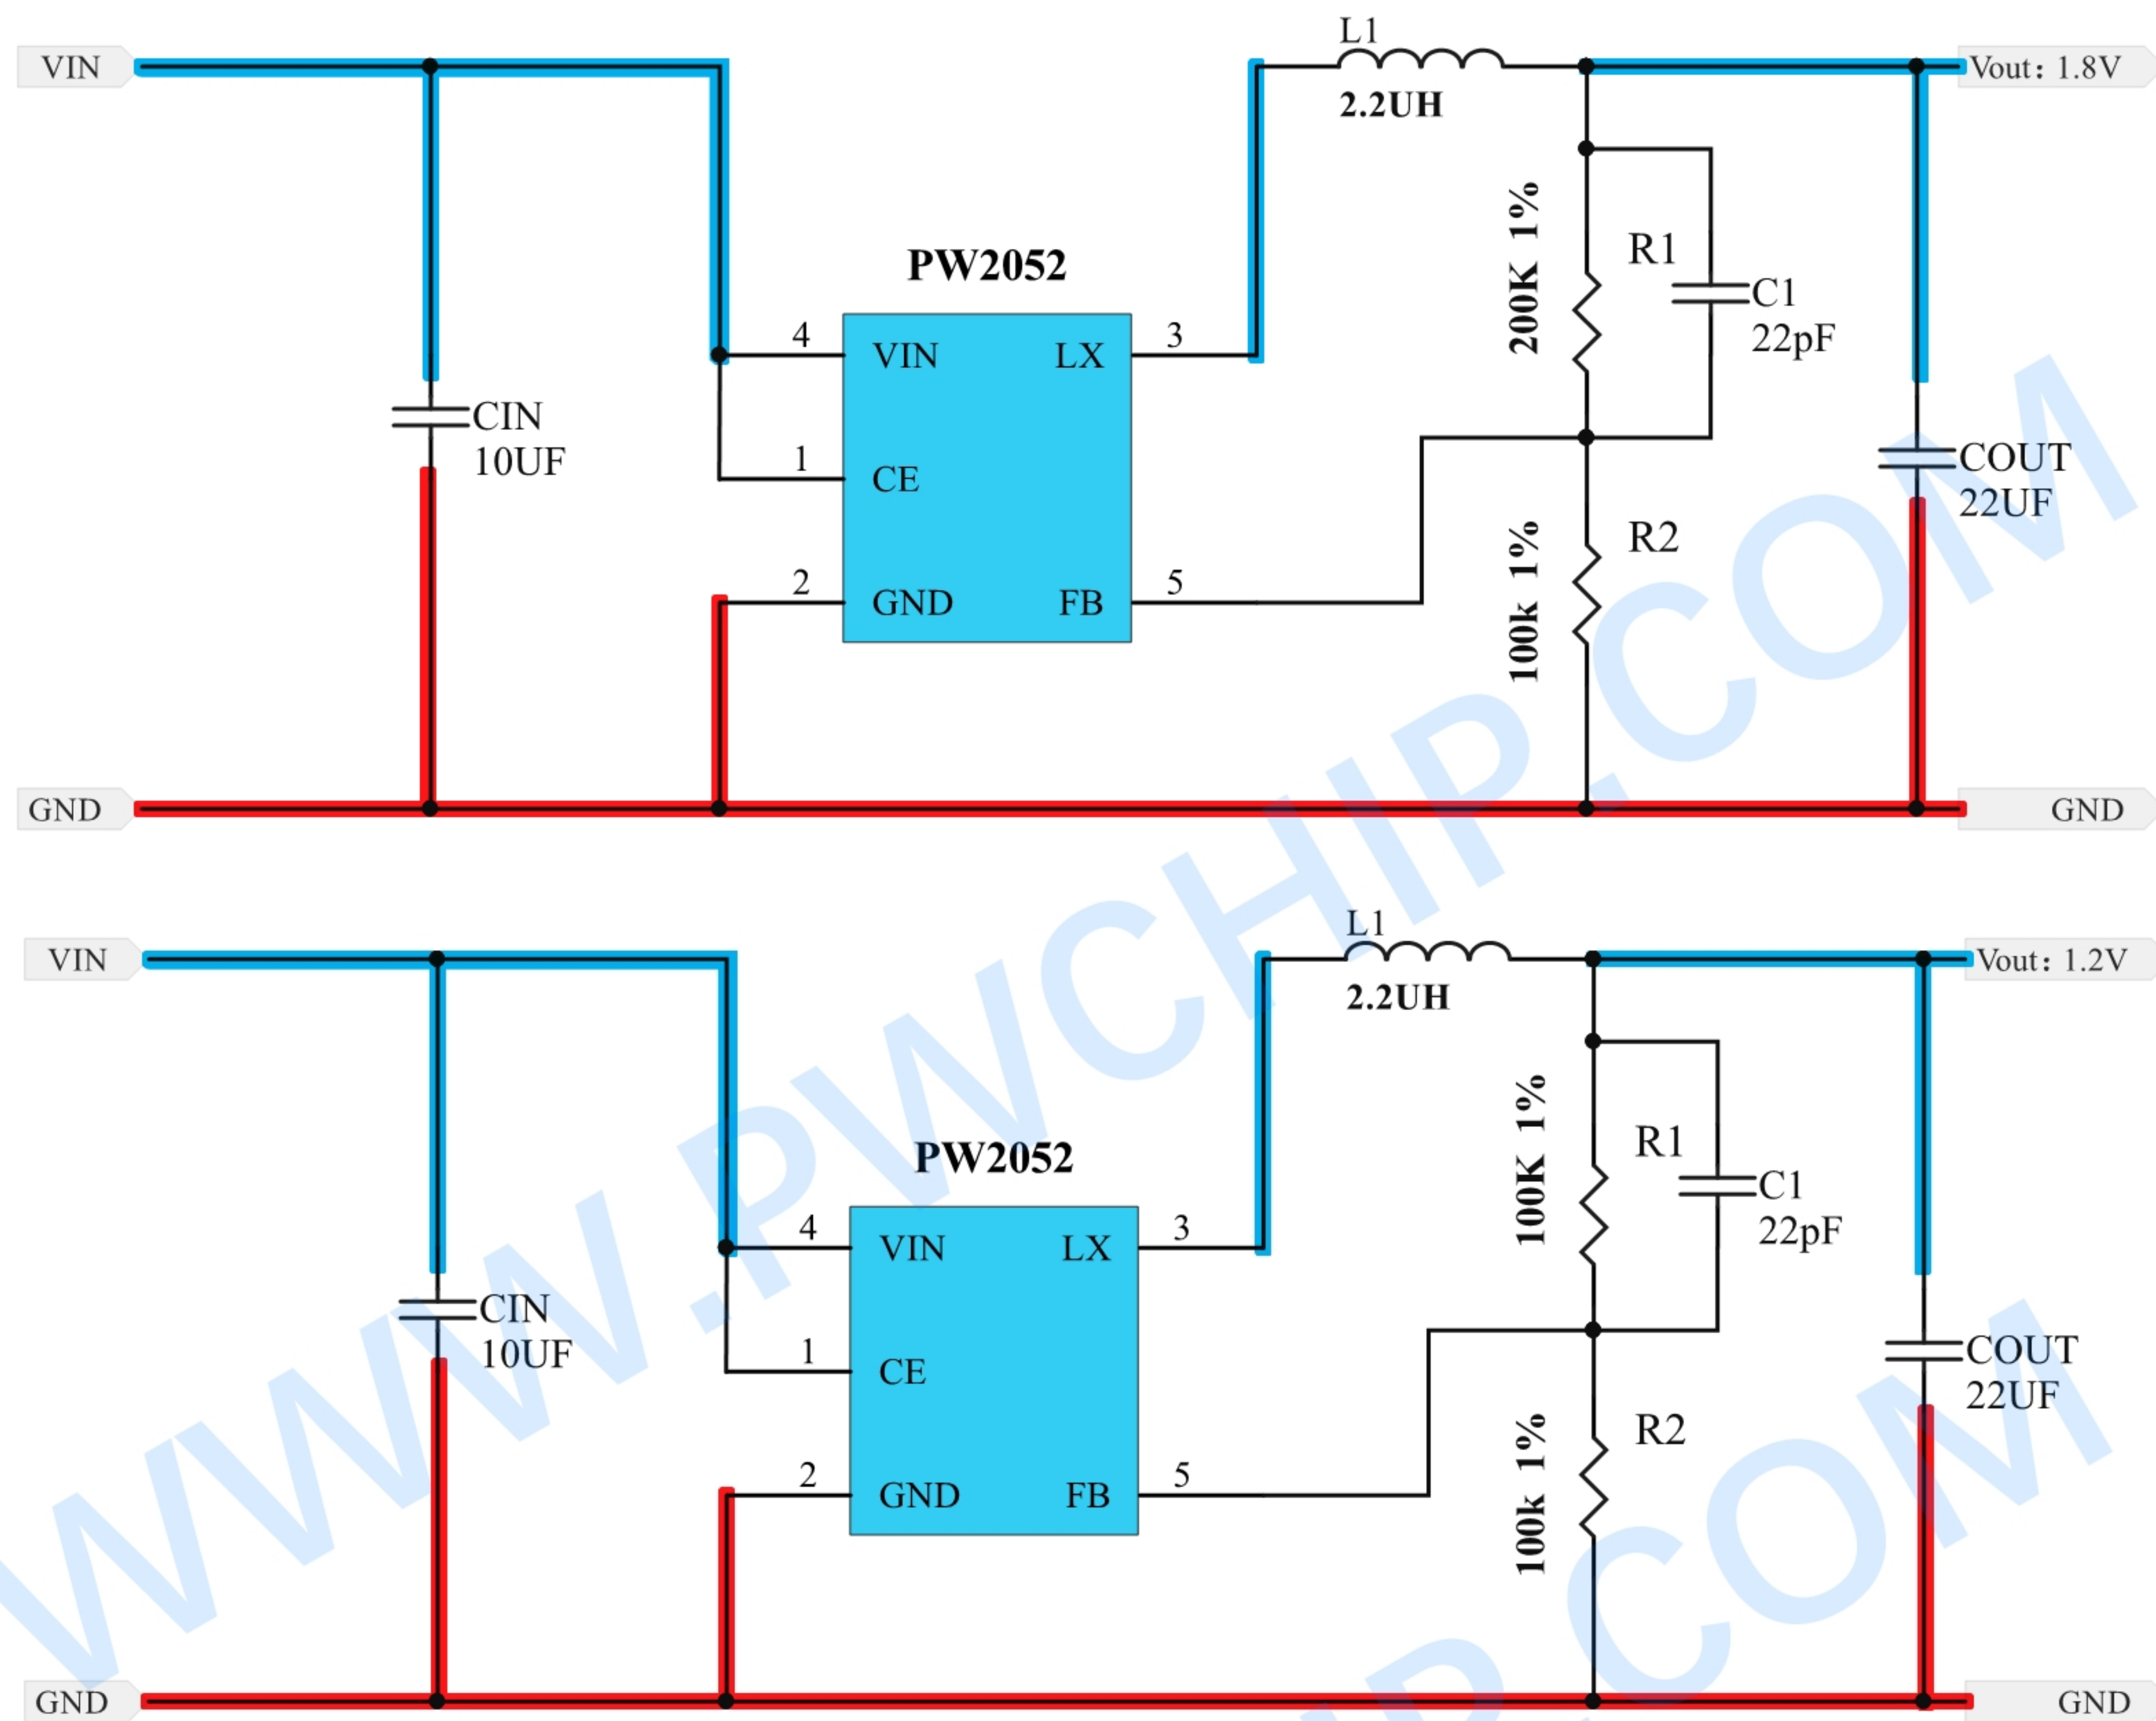 L1
VIN
Vout: 1.8V
2.2UH
200K 1%
R1
PW2052
C1
22pF
4
VIN
LX
3
CIN
10UF
1
CE
COUT
22UF
R2
100k 1%
2
GND
FB
5
GND
GND
L1
VIN
Vout: 1.2V
2.2UH
100K 1%
R1
PW2052
C1
22pF
4
VIN
LX
3
CIN
10UF
1
CE
COUT
22UF
R2
100k 1%
2
GND
FB
5
GND
GND
WWW.PWCHIP.COM
HIP.COM